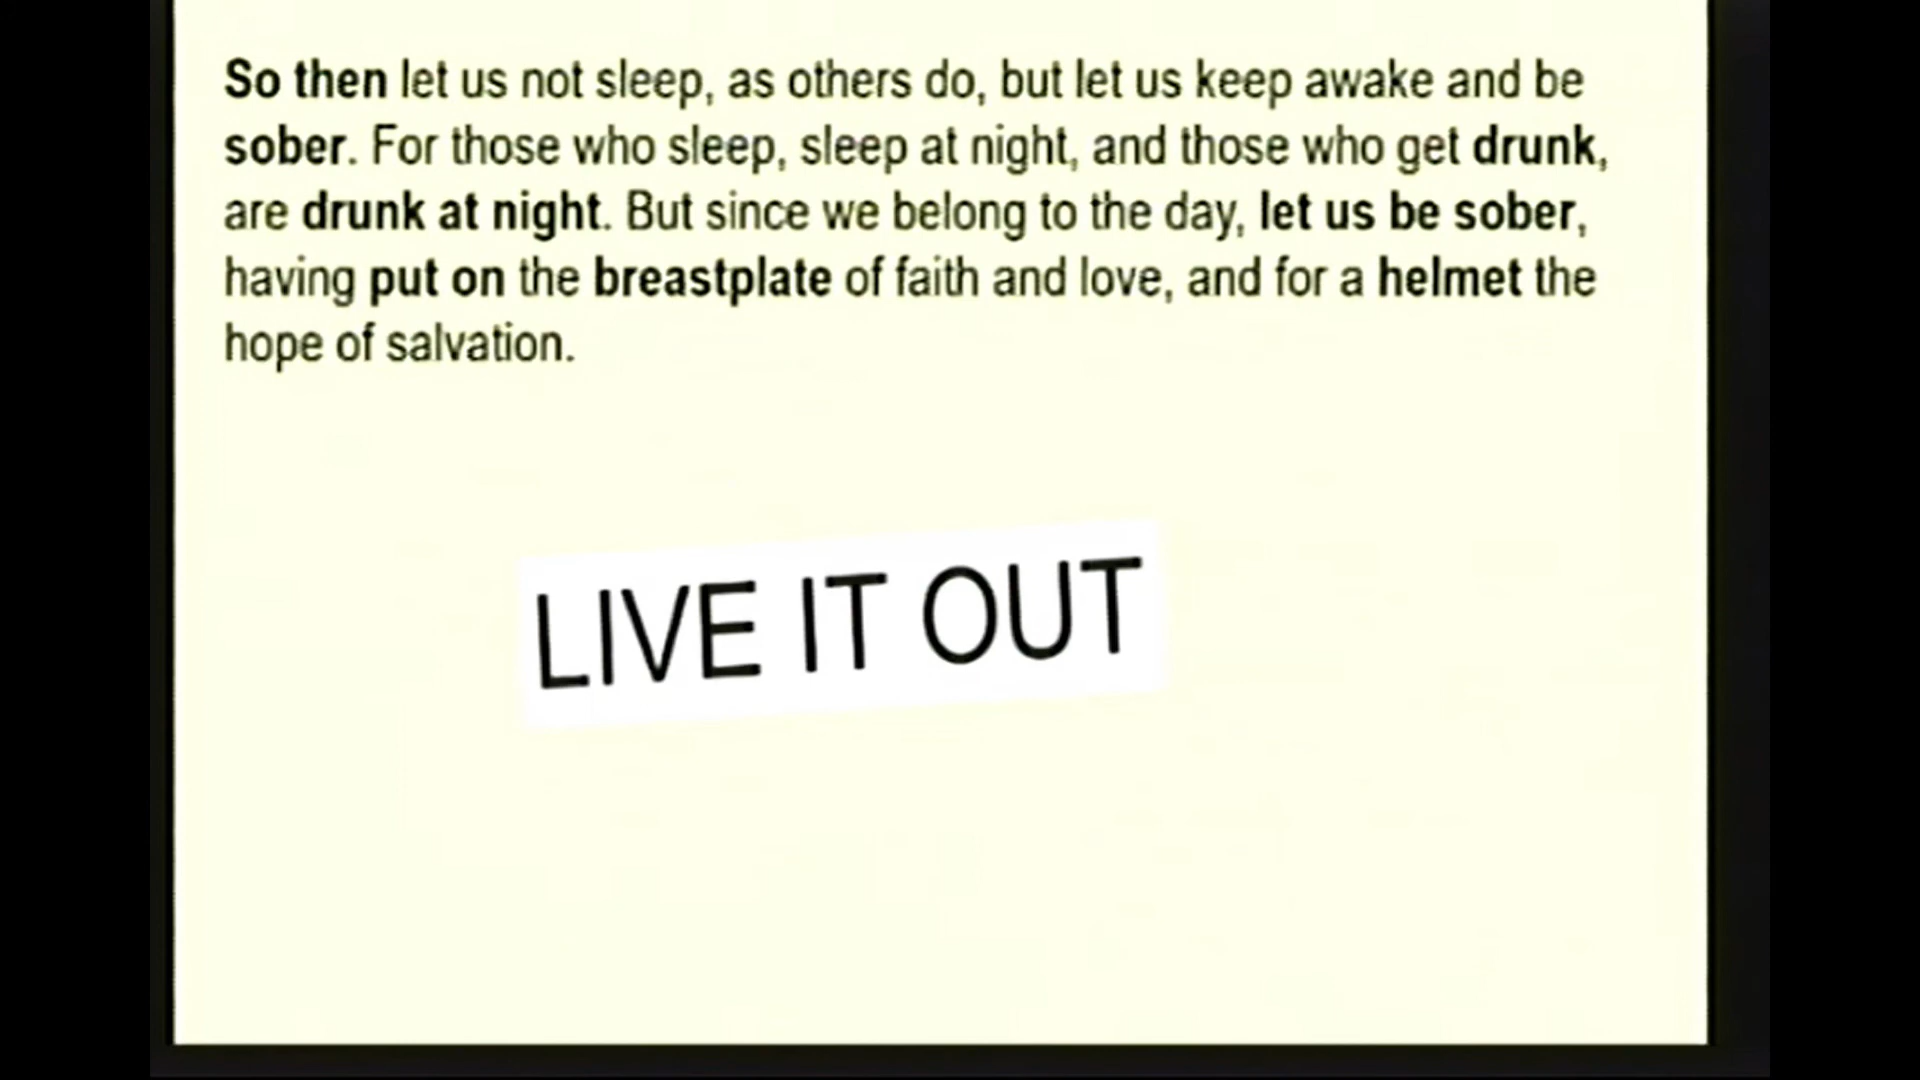 So then let us not sleep, as others do, but let us keep awake and be
sober. For those who sleep, sleep at night, and those who get drunk,
are drunk at night. But since we belong to the day, let us be sober,
having put on the breastplate of faith and love, and for a helmet the
hope of salvation.
LIVE IT OUT